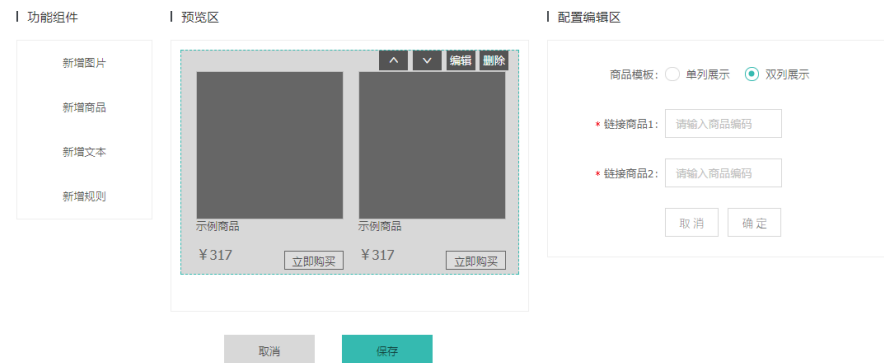 功能组件
新增图片
新增商品
新增文本
新增规则
预览区
编辑 删除
示例商品 示例商品
￥317 立即购买 ￥317 立即购买
取消 保存
配置编辑区
商品模板: 单列展示 双列展示
* 链接商品1: 请输入商品编码
* 链接商品2: 请输入商品编码
取 消 确 定